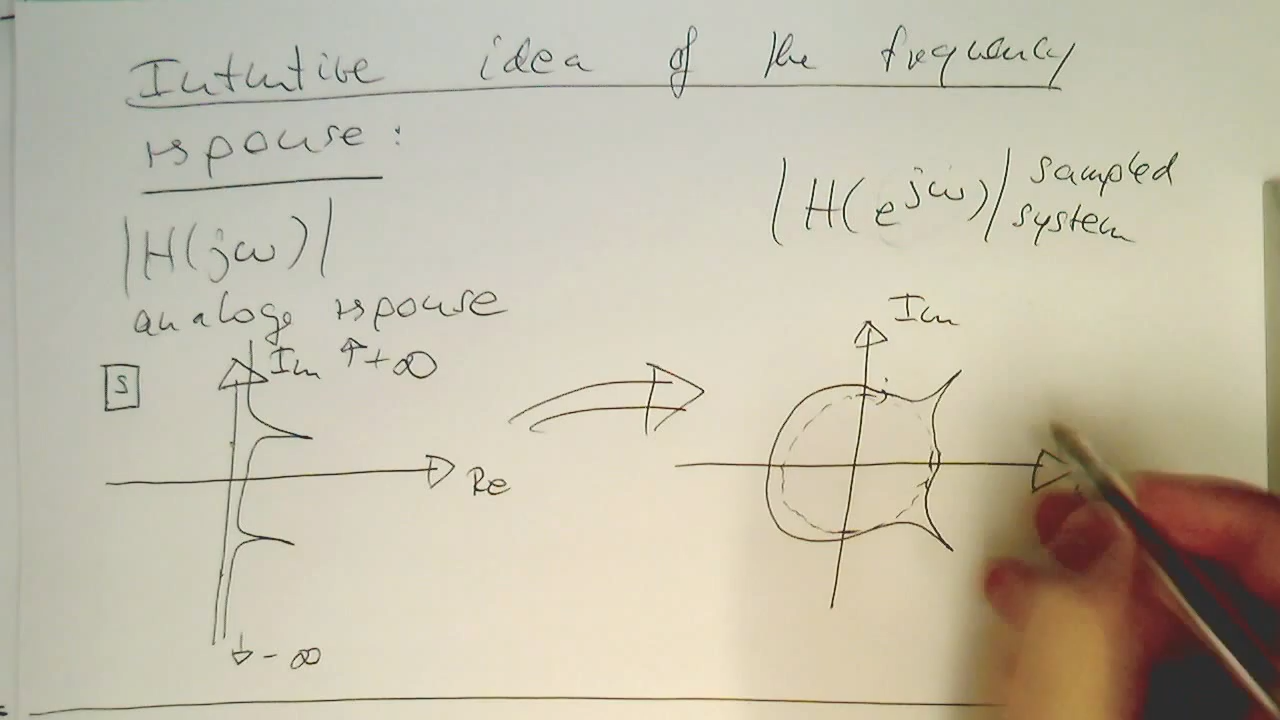 Intuitive idea of the frequency
response:
|H(jω)|
analoge response
|H(e^jω)| sampled
system
S
Im ↑+∞
Re
↓-∞
Im
j